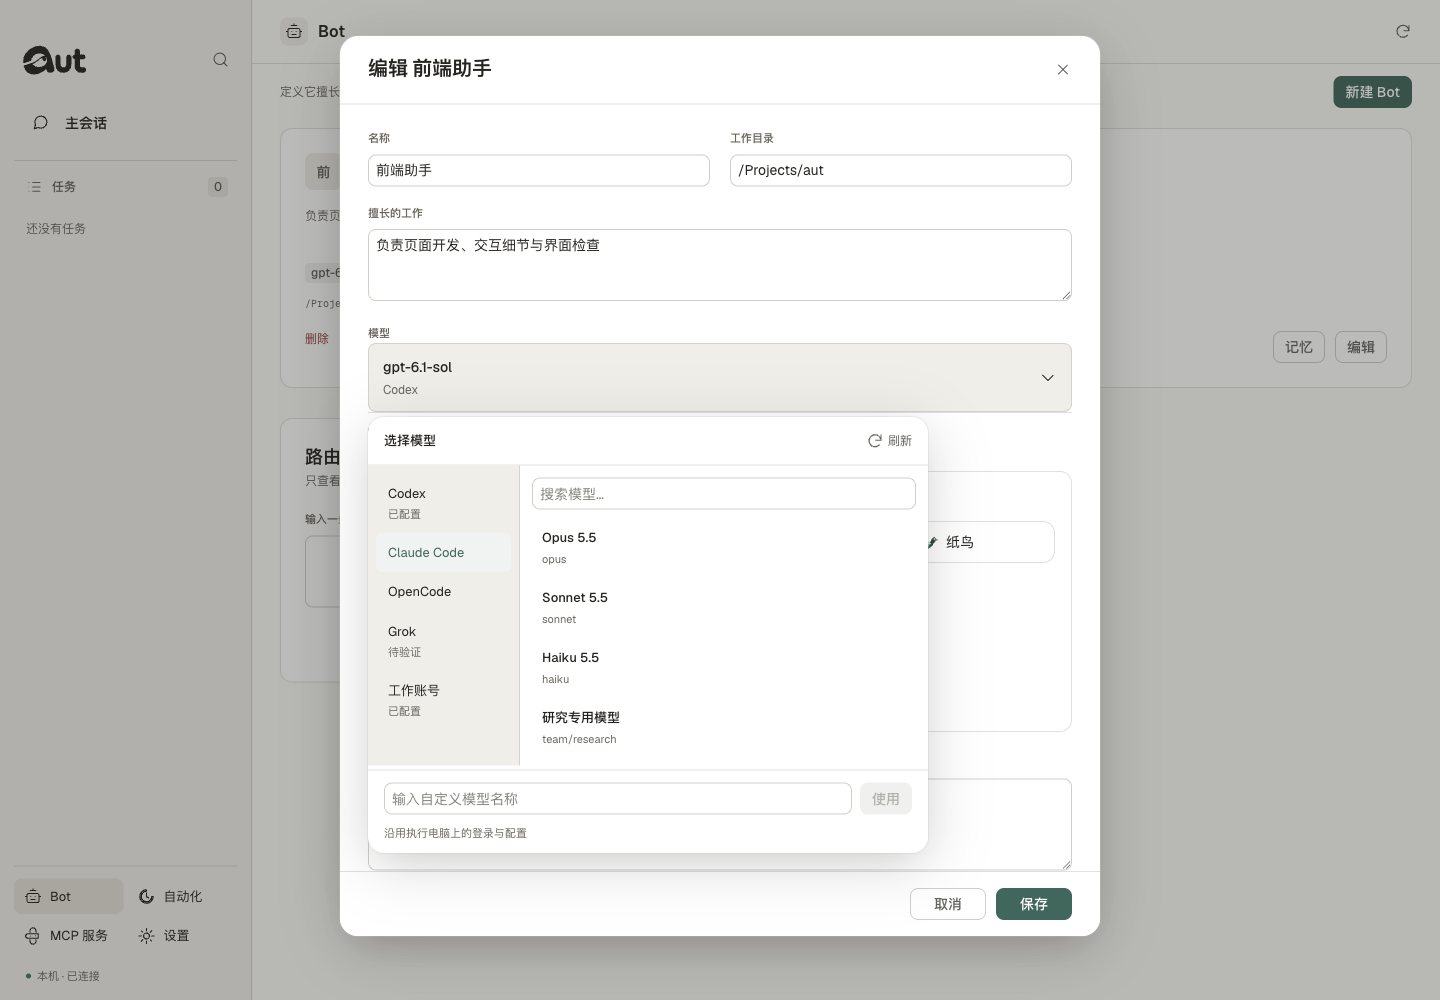 Aut
主会话
任务
0
还没有任务
Bot
自动化
MCP 服务
设置
本机 · 已连接
Bot
定义它擅长
新建 Bot
前
负责页
gpt-6
/Proje
删除
记忆
编辑
路由
只查看
输入一
编辑 前端助手
名称
工作目录
前端助手
/Projects/aut
擅长的工作
负责页面开发、交互细节与界面检查
模型
gpt-6.1-sol
Codex
选择模型
刷新
Codex
已配置
Claude Code
OpenCode
Grok
待验证
工作账号
已配置
搜索模型...
Opus 5.5
opus
Sonnet 5.5
sonnet
Haiku 5.5
haiku
研究专用模型
team/research
输入自定义模型名称
使用
沿用执行电脑上的登录与配置
纸鸟
取消
保存